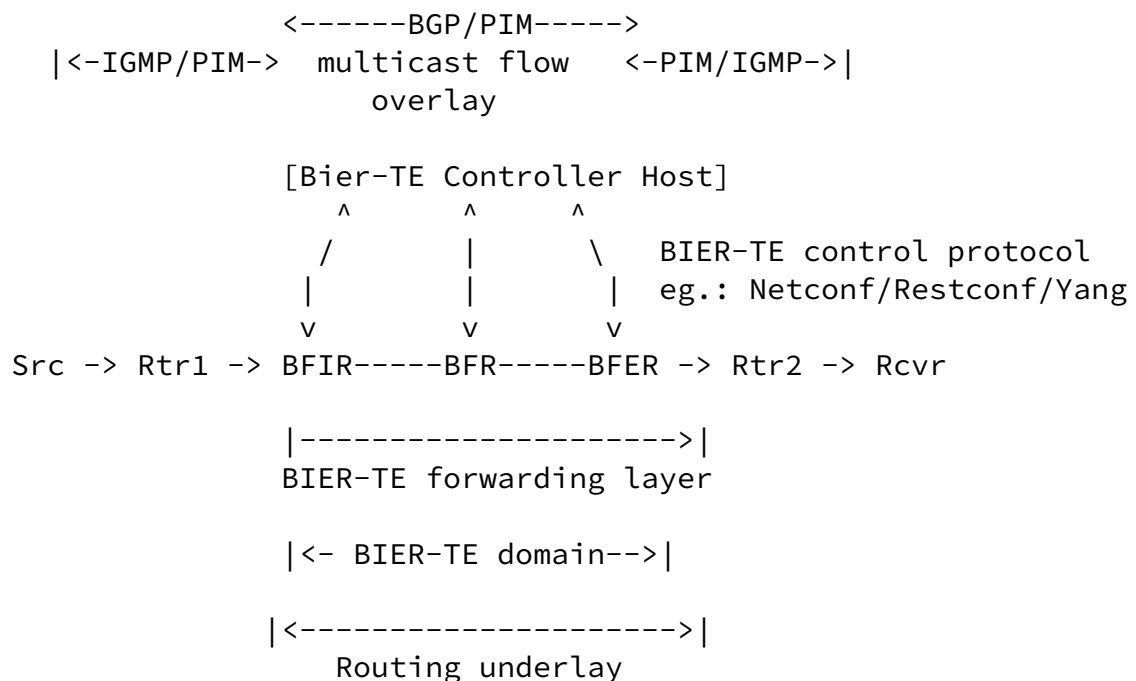 <------BGP/PIM----->
   |<-IGMP/PIM->  multicast flow   <-PIM/IGMP->|
                        overlay

                  [Bier-TE Controller Host]
                     ^      ^     ^
                    /       |      \   BIER-TE control protocol
                   |        |       |  eg.: Netconf/Restconf/Yang
                   v        v       v
Src -> Rtr1 -> BFIR-----BFR-----BFER -> Rtr2 -> Rcvr

               |--------------------->|
               BIER-TE forwarding layer

               |<- BIER-TE domain-->|

              |<--------------------->|
                  Routing underlay